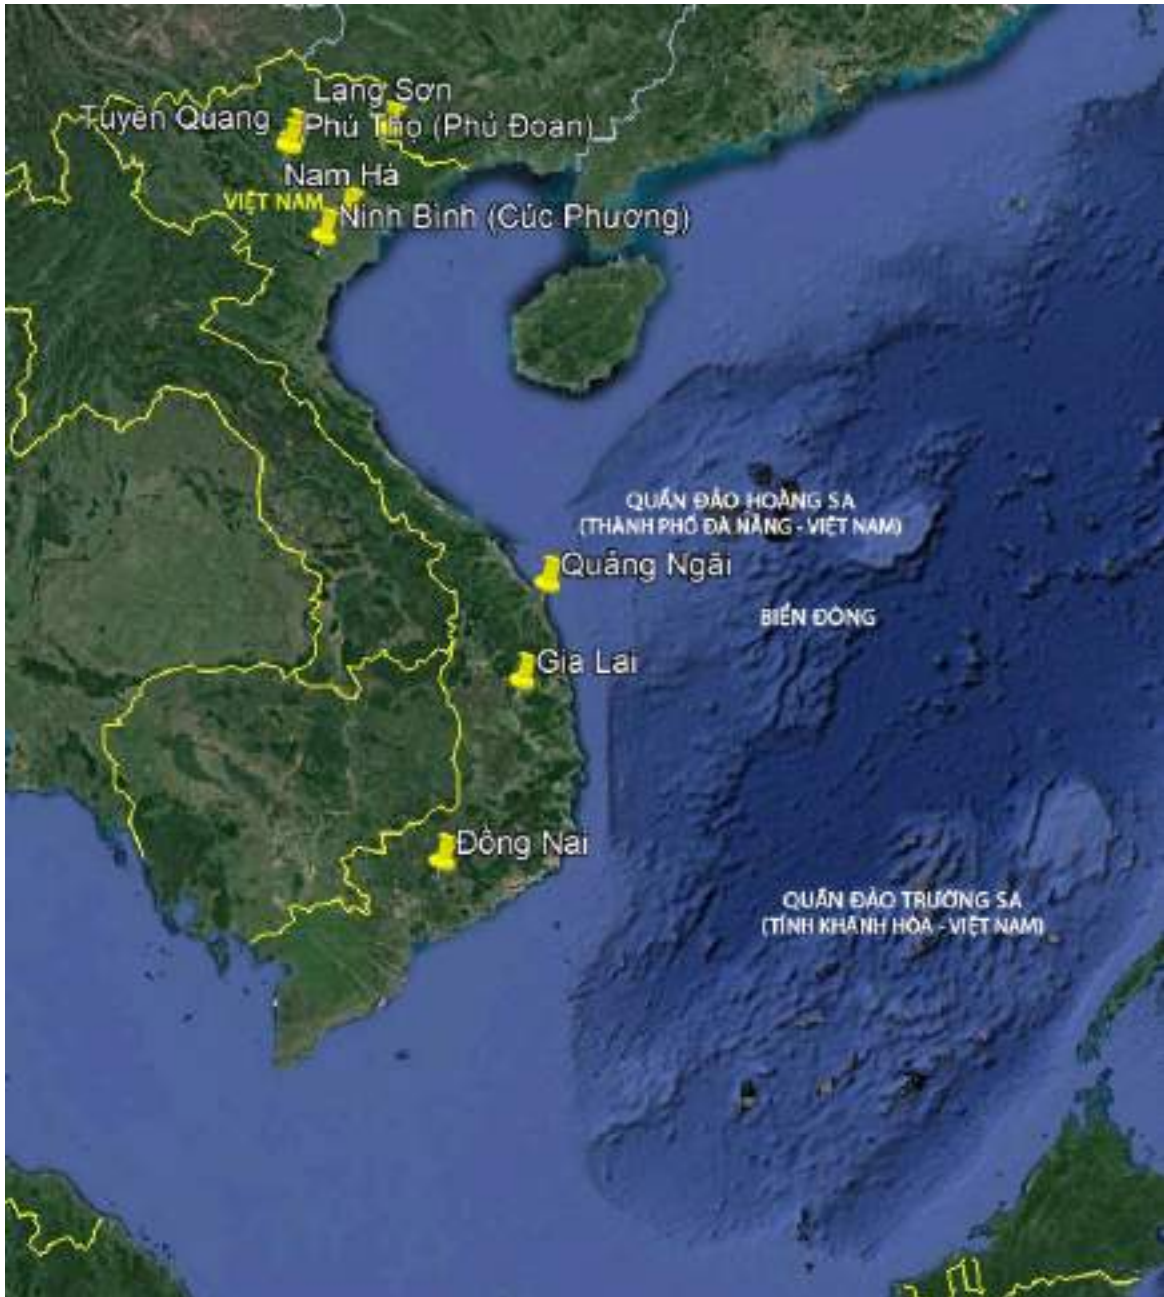 Lạng Sơn
Tuyên Quang
Phú Thọ (Phủ Đoan)
Nam Hà
VIỆT NAM
Ninh Bình (Cúc Phương)
QUẦN ĐẢO HOÀNG SA
(THÀNH PHỐ ĐÀ NẴNG - VIỆT NAM)
Quảng Ngãi
BIỂN ĐÔNG
Gia Lai
Đồng Nai
QUẦN ĐẢO TRƯỜNG SA
(TỈNH KHÁNH HÒA - VIỆT NAM)